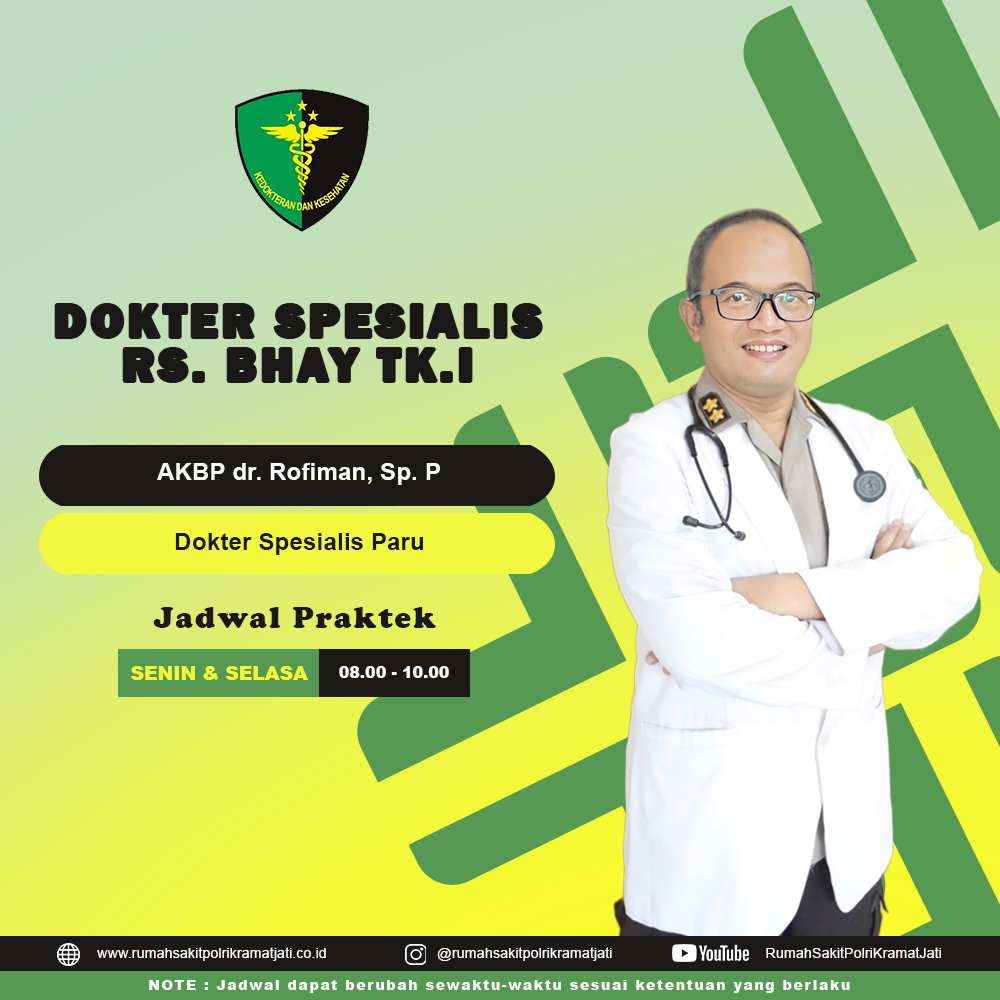 KEDOKTERAN DAN KESEHATAN
DOKTER SPESIALIS
RS. BHAY TK.I
AKBP dr. Rofiman, Sp. P
Dokter Spesialis Paru
Jadwal Praktek
SENIN & SELASA 08.00 - 10.00
www.rumahsakitpolrikramatjati.co.id @rumahsakitpolrikramatjati YouTube RumahSakitPolriKramatJati
NOTE : Jadwal dapat berubah sewaktu-waktu sesuai ketentuan yang berlaku